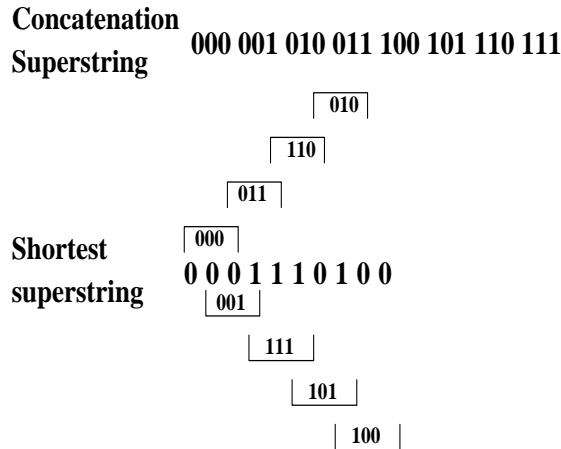 Concatenation
Superstring
000 001 010 011 100 101 110 111
010
110
011
000
Shortest
superstring
0 0 0 1 1 1 0 1 0 0
001
111
101
100